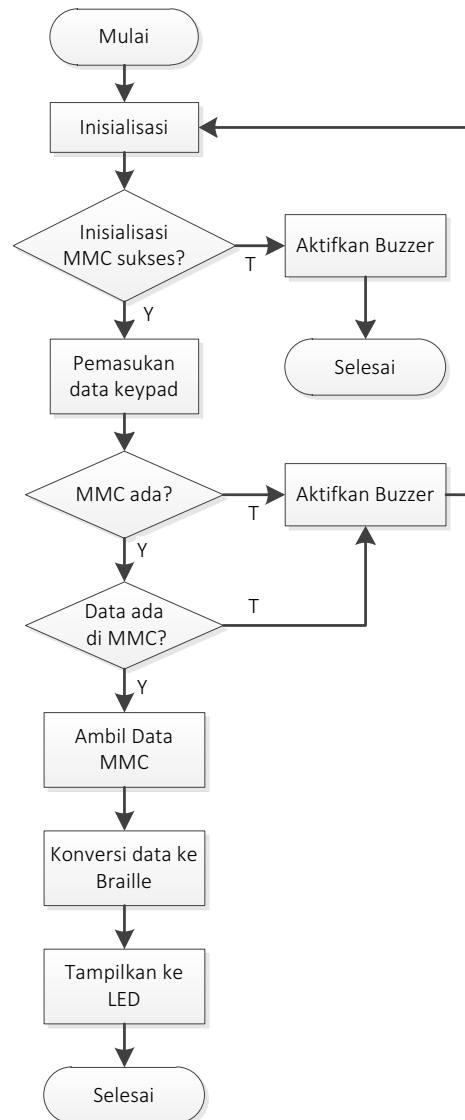 Mulai
Inisialisasi
Inisialisasi
MMC sukses?
T
Aktifkan Buzzer
Y
Selesai
Pemasukan
data keypad
MMC ada?
T
Aktifkan Buzzer
Y
Data ada
di MMC?
T
Y
Ambil Data
MMC
Konversi data ke
Braille
Tampilkan ke
LED
Selesai